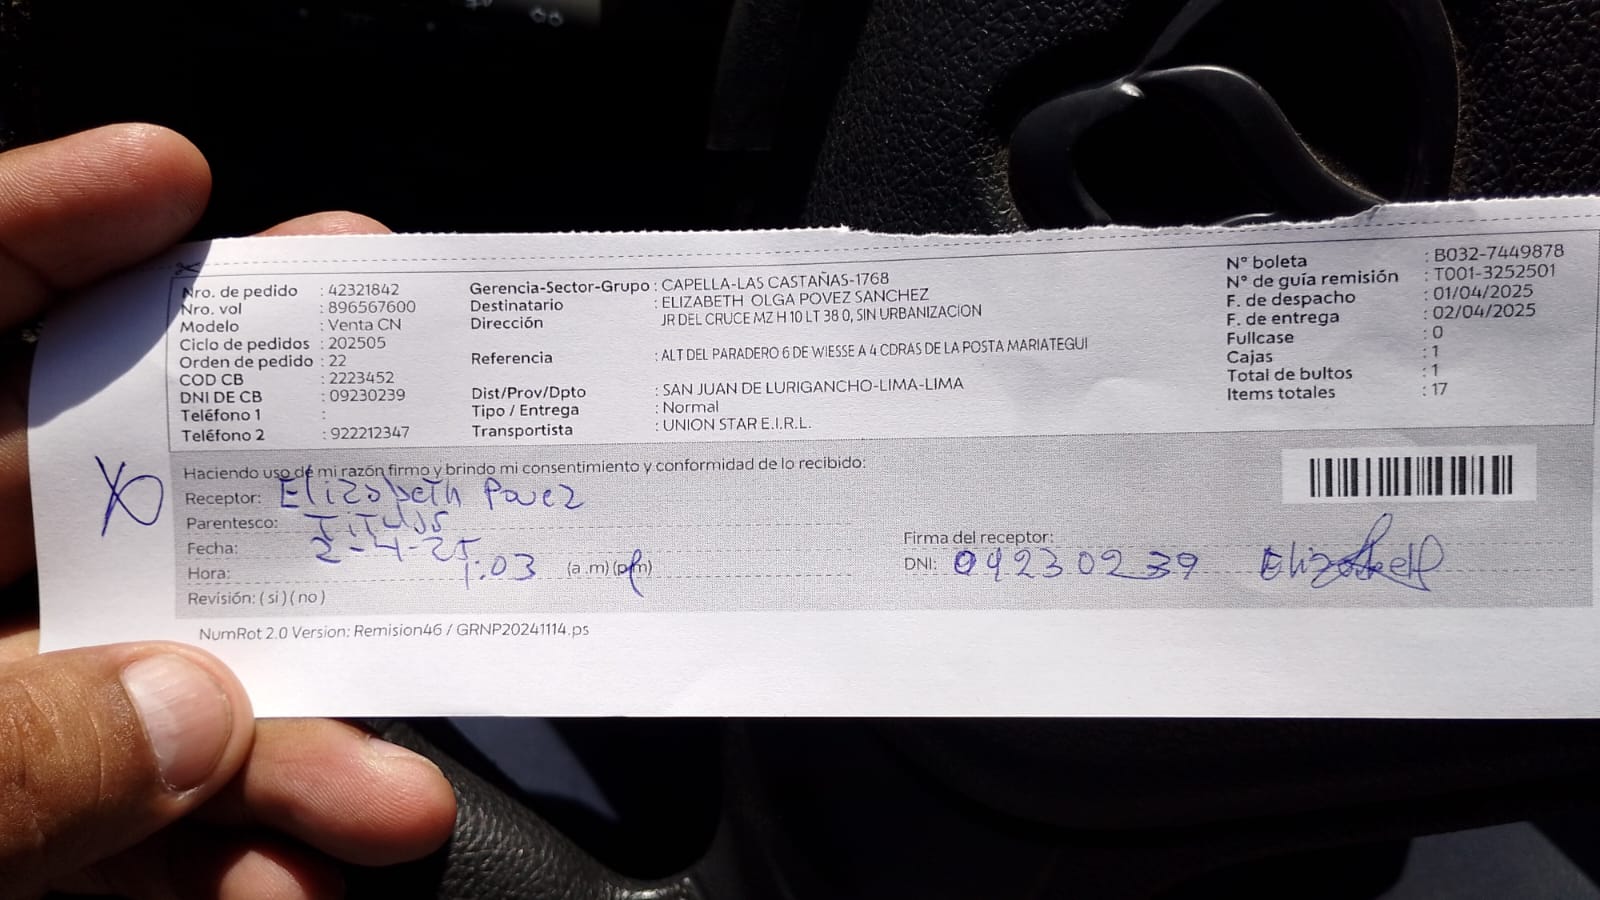 Nro. de pedido : 42321842
Nro. vol : 896567600
Modelo : Venta CN
Ciclo de pedidos : 202505
Orden de pedido : 22
COD CB : 2223452
DNI DE CB : 09230239
Teléfono 1 :
Teléfono 2 : 922212347
Gerencia-Sector-Grupo : CAPELLA-LAS CASTAÑAS-1768
Destinatario : ELIZABETH OLGA POVEZ SANCHEZ
Dirección JR DEL CRUCE MZ H 10 LT 38 0, SIN URBANIZACION
Referencia : ALT DEL PARADERO 6 DE WIESSE A 4 CDRAS DE LA POSTA MARIATEGUI
Dist/Prov/Dpto : SAN JUAN DE LURIGANCHO-LIMA-LIMA
Tipo / Entrega : Normal
Transportista : UNION STAR E.I.R.L.
N° boleta : B032-7449878
N° de guía remisión : T001-3252501
F. de despacho : 01/04/2025
F. de entrega : 02/04/2025
Fullcase : 0
Cajas : 1
Total de bultos : 1
Items totales : 17
Haciendo uso de mi razón firmo y brindo mi consentimiento y conformidad de lo recibido:
Receptor: Elizabeth Povez
Parentesco:
Fecha: 2-4-25
Hora: 1:03 (a.m) (pm)
Revisión: ( si ) ( no )
Firma del receptor:
DNI: 09230239 Elizabeth
NumRot 2.0 Version: Remision46 / GRNP20241114.ps